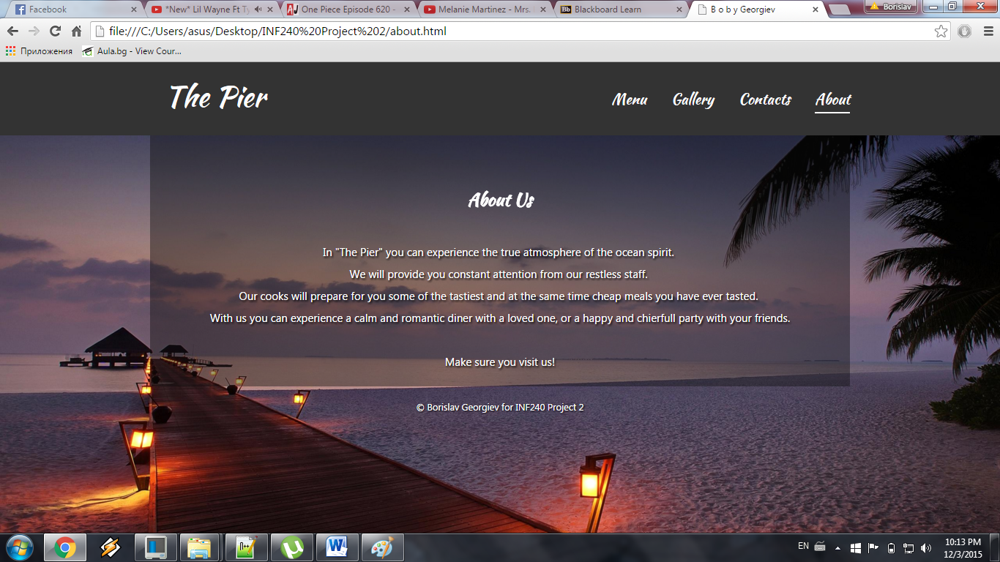 Facebook
*New* Lil Wayne Ft Ty
One Piece Episode 620 -
Melanie Martinez - Mrs.
Blackboard Learn
B o b y Georgiev
Borislav
file:///C:/Users/asus/Desktop/INF240%20Project%202/about.html
Приложения
Aula.bg - View Cour...
The Pier
Menu
Gallery
Contacts
About
About Us
In "The Pier" you can experience the true atmosphere of the ocean spirit.
We will provide you constant attention from our restless staff.
Our cooks will prepare for you some of the tastiest and at the same time cheap meals you have ever tasted.
With us you can experience a calm and romantic diner with a loved one, or a happy and chierfull party with your friends.
Make sure you visit us!
© Borislav Georgiev for INF240 Project 2
EN
10:13 PM
12/3/2015